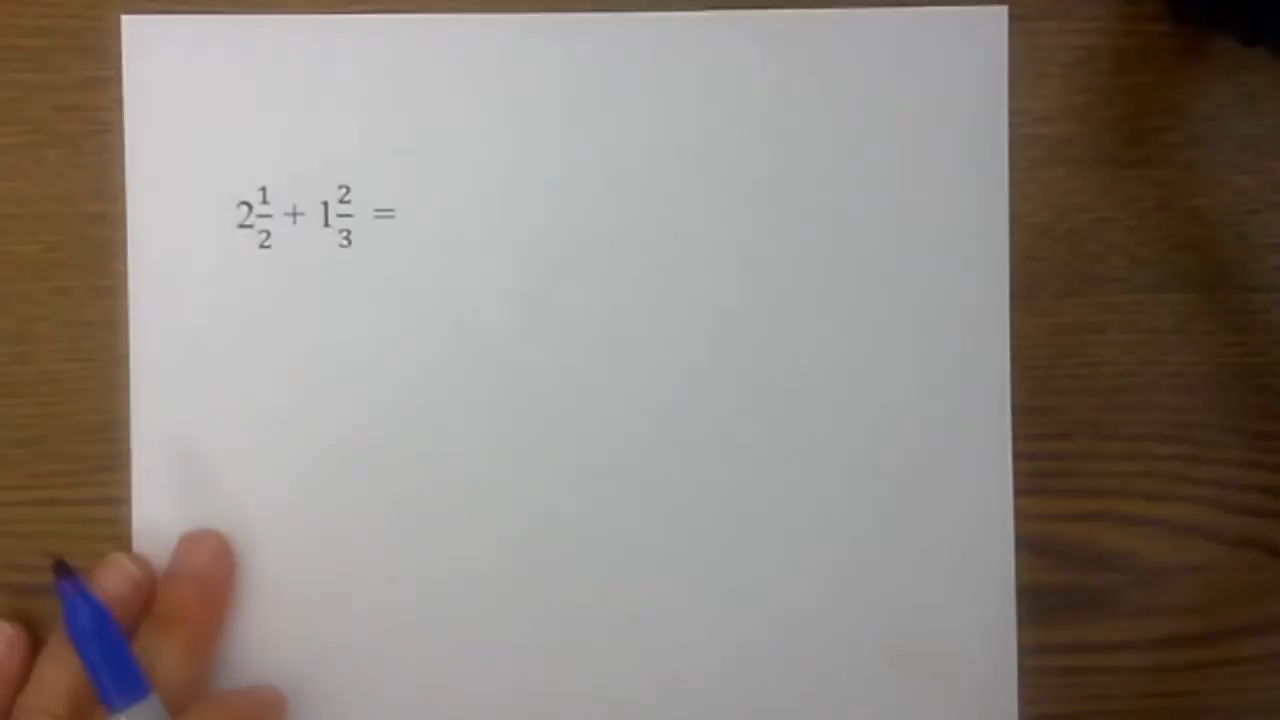 2 1/2 + 1 2/3 =